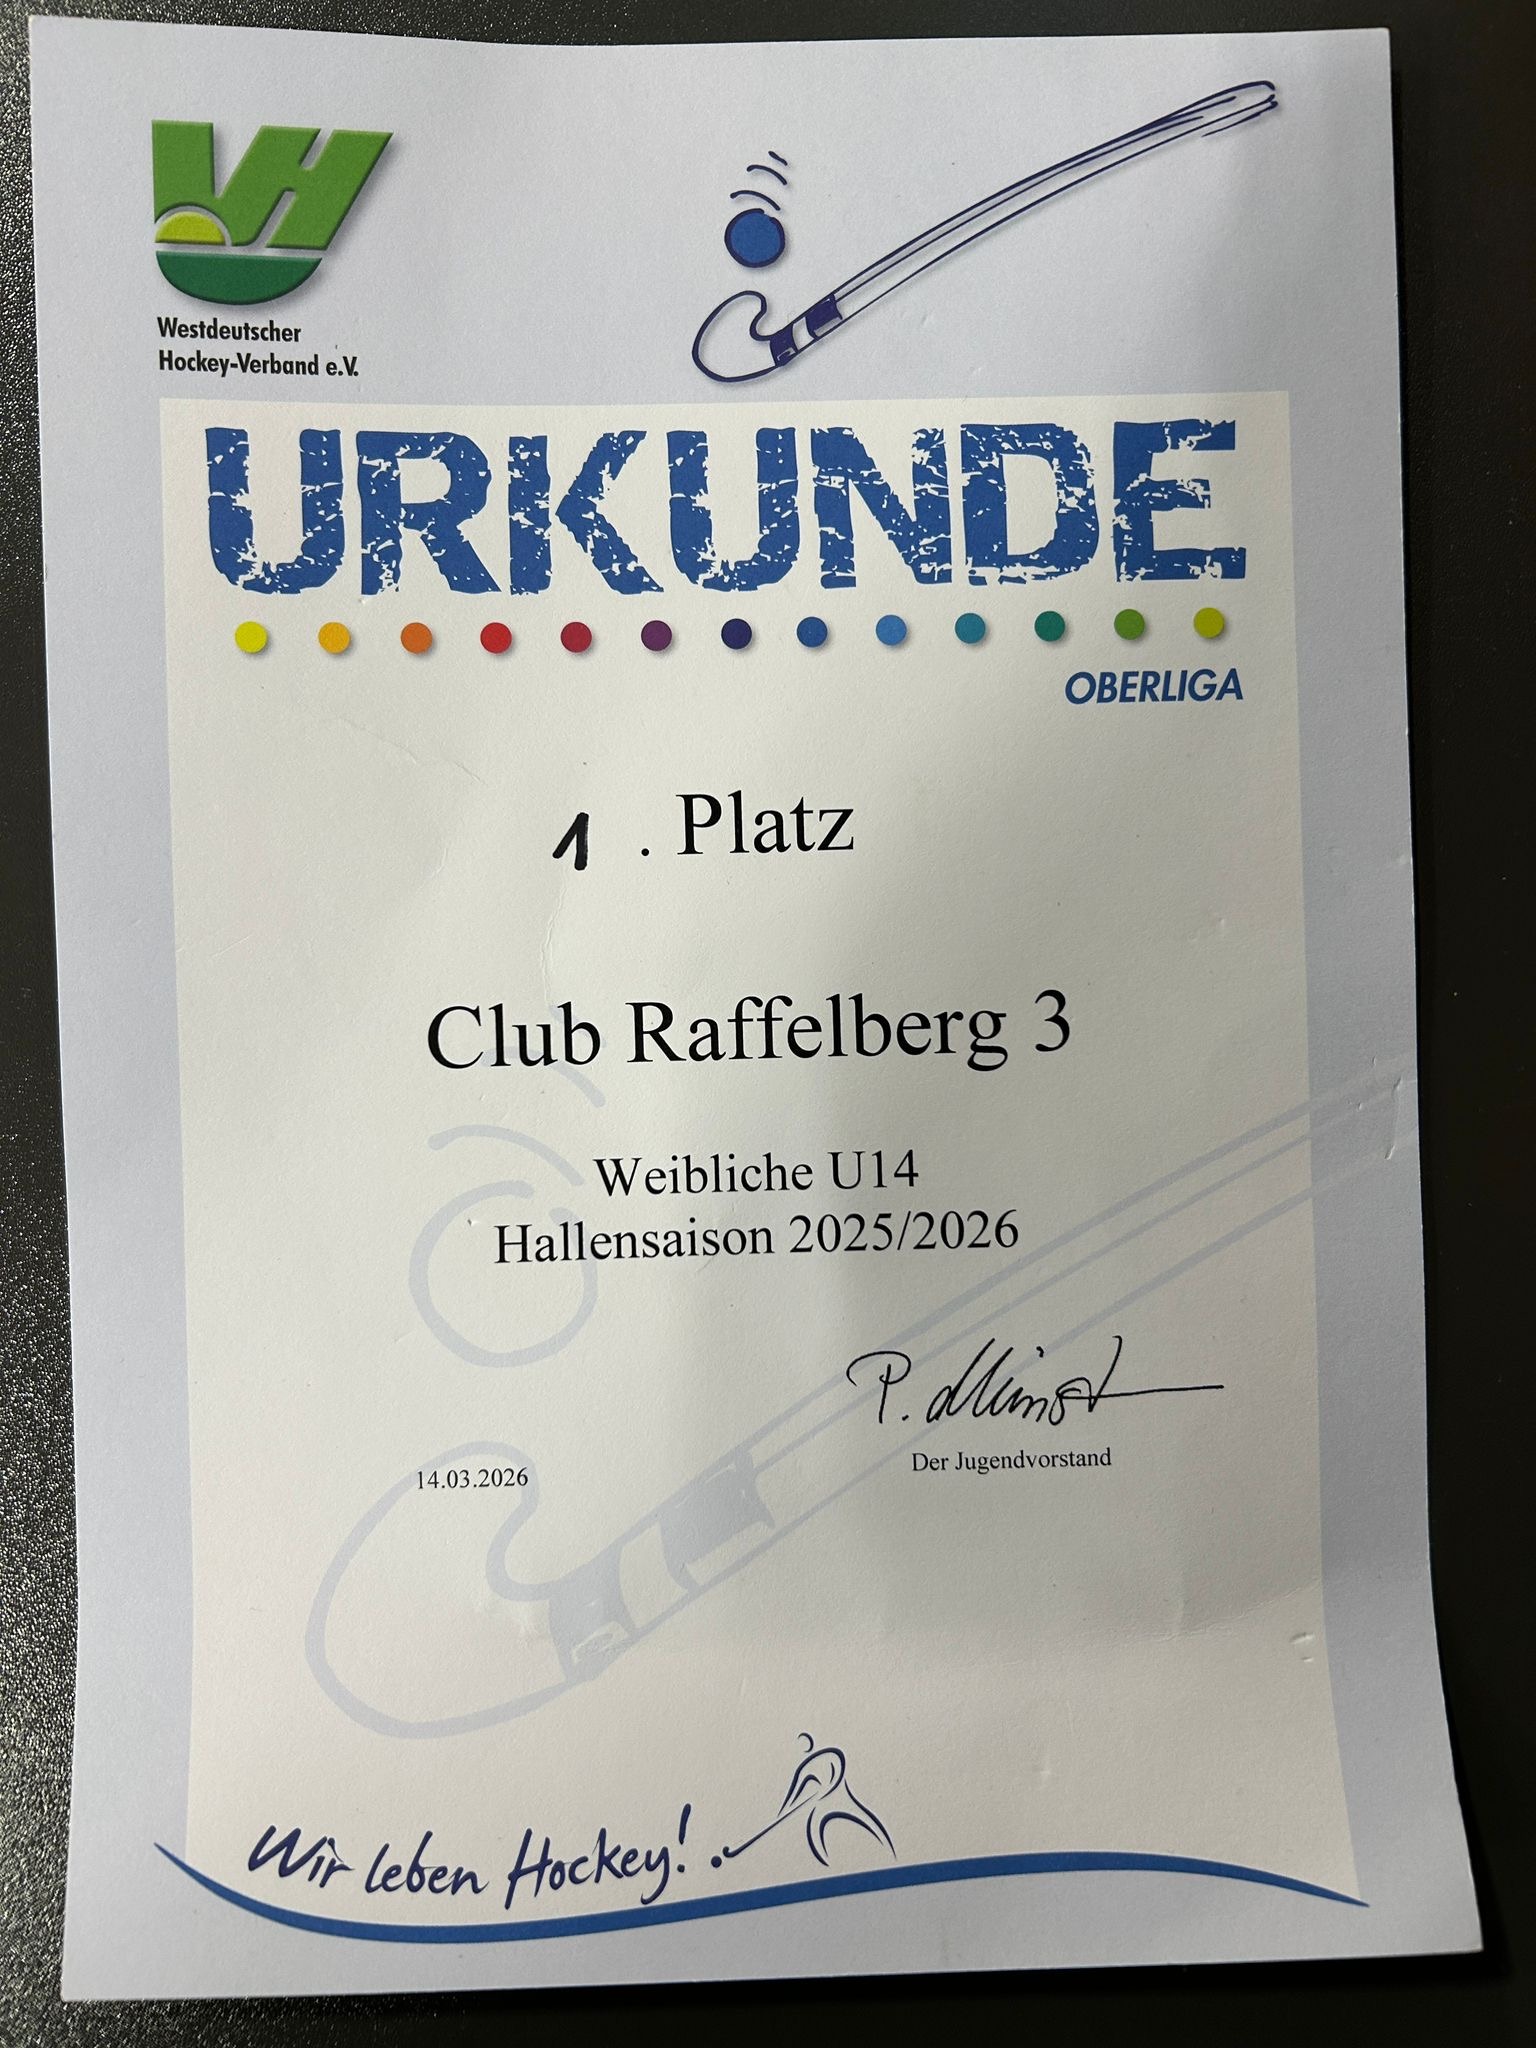 Westdeutscher
Hockey-Verband e.V.
URKUNDE
OBERLIGA
1. Platz
Club Raffelberg 3
Weibliche U14
Hallensaison 2025/2026
P.
Der Jugendvorstand
14.03.2026
Wir leben Hockey!